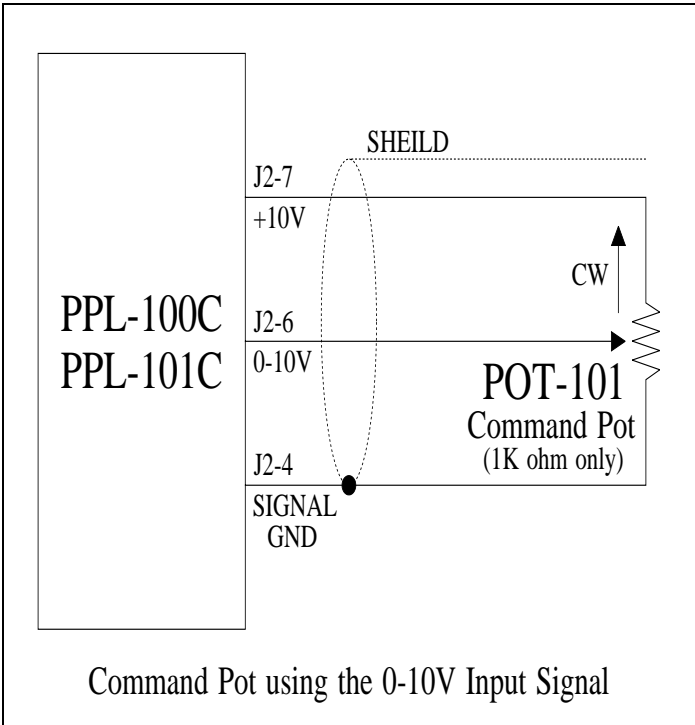 SHEILD
J2-7
+10V
CW
PPL-100C
PPL-101C
J2-6
0-10V
POT-101
Command Pot
(1K ohm only)
J2-4
SIGNAL
GND
Command Pot using the 0-10V Input Signal